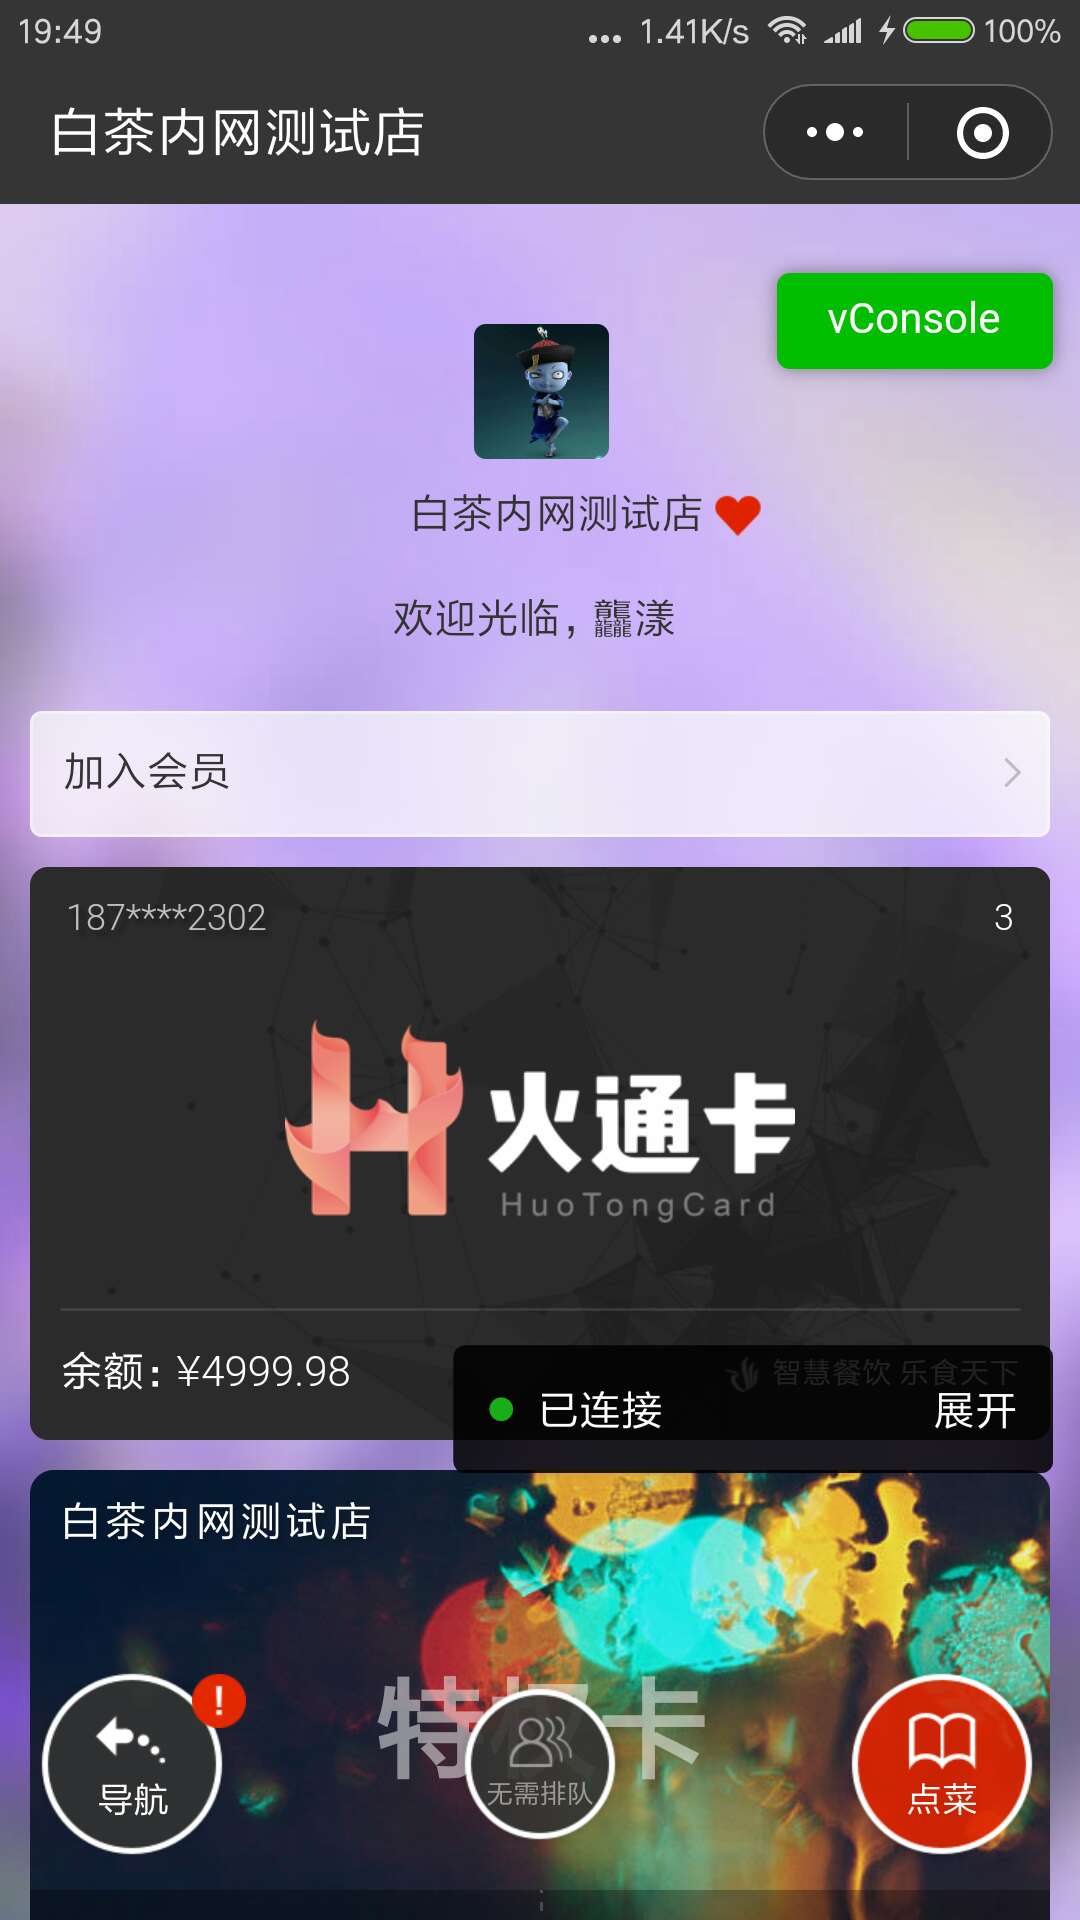 19:49
1.41K/s
100%
白茶内网测试店
vConsole
白茶内网测试店
欢迎光临，龘漾
加入会员
187****2302
3
火通卡
HuoTongCard
余额：¥4999.98
智慧餐饮 乐食天下
已连接
展开
白茶内网测试店
特权卡
导航
无需排队
点菜